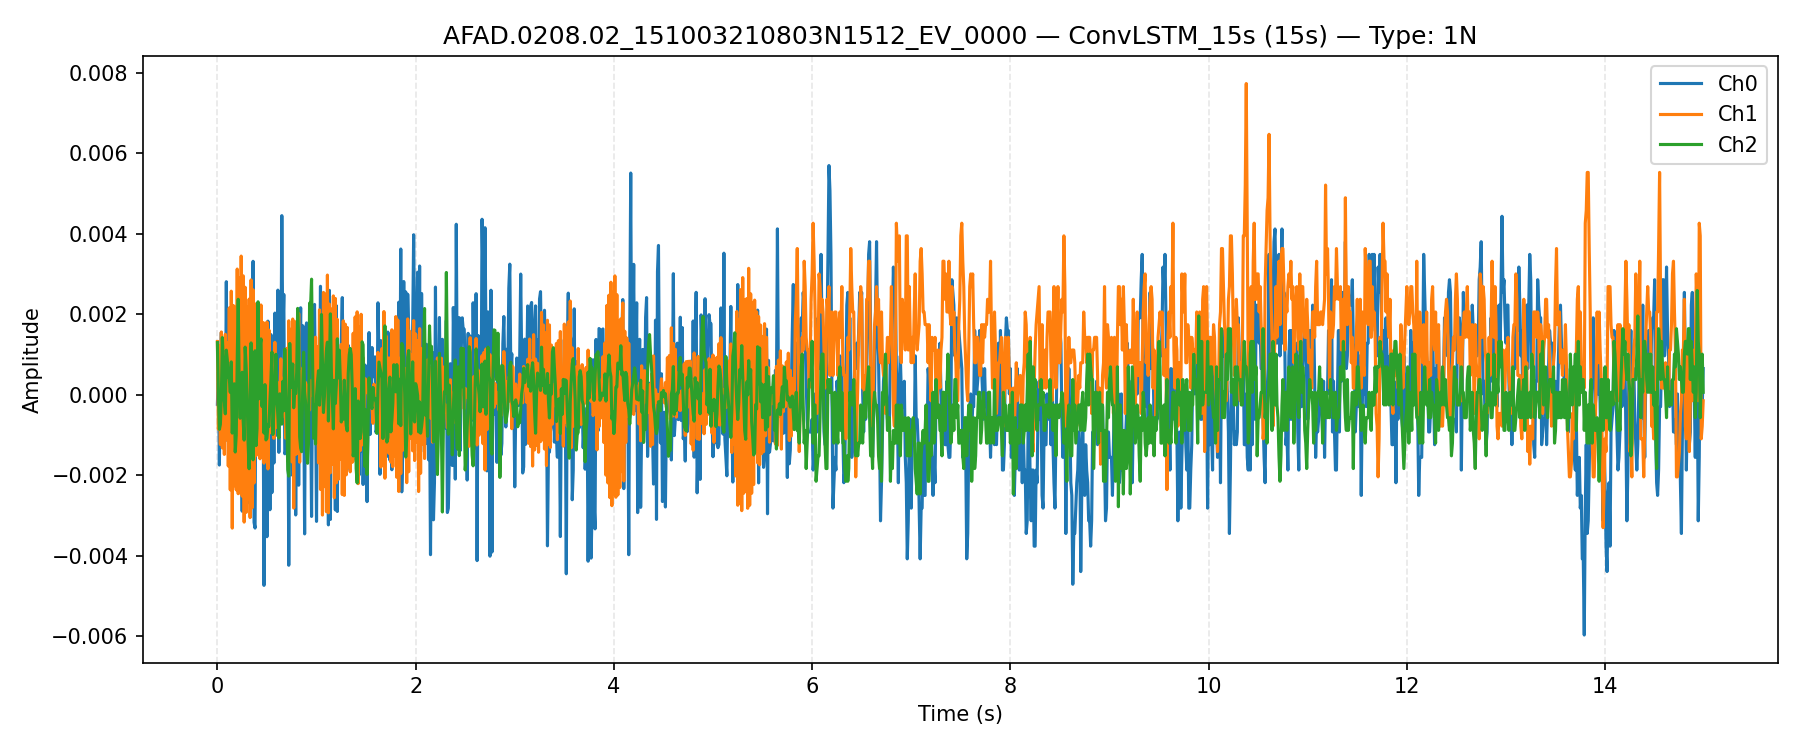 AFAD.0208.02_151003210803N1512_EV_0000 — ConvLSTM_15s (15s) — Type: 1N
Ch0
Ch1
Ch2
Amplitude
0.008
0.006
0.004
0.002
0.000
−0.002
−0.004
−0.006
0 2 4 6 8 10 12 14
Time (s)